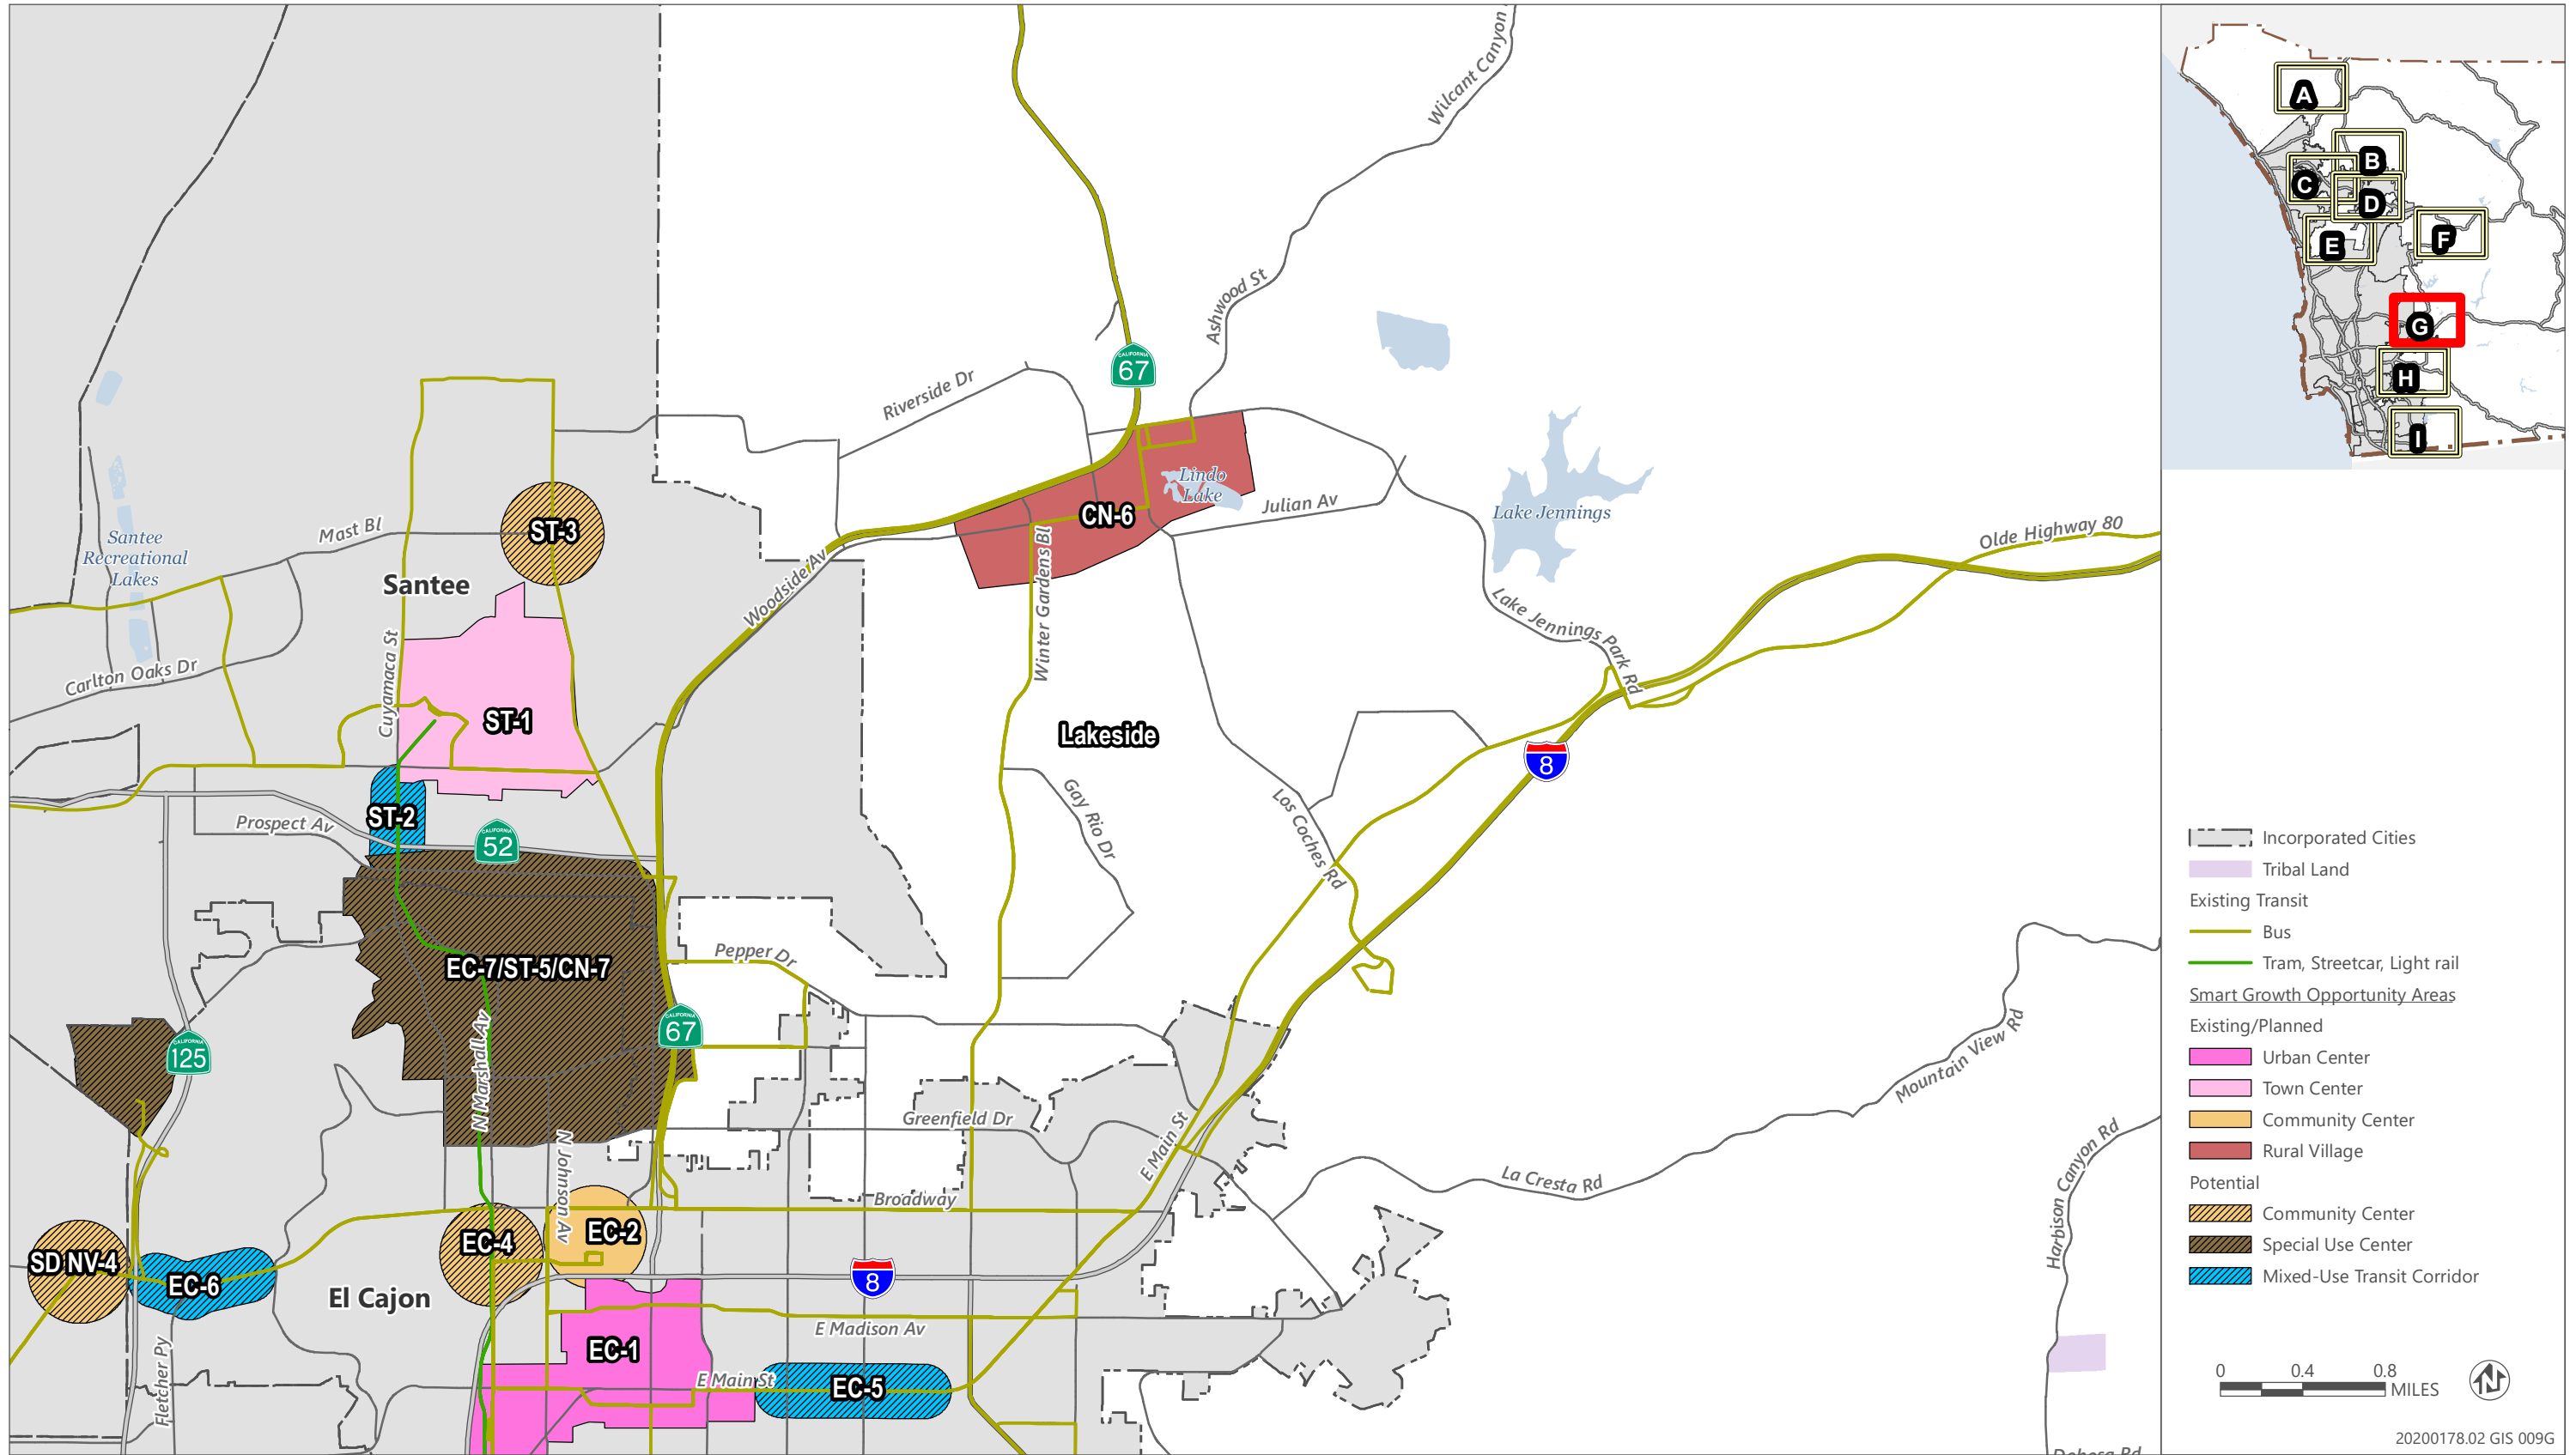 Wilcant Canyon
Ashwood St
CALIFORNIA
67
Riverside Dr
Lindo
Lake
CN-6
Julian Av
Lake Jennings
Olde Highway 80
ST-3
Mast Bl
Santee
Recreational
Lakes
Santee
Woodside Av
Winter Gardens Bl
Lake Jennings Park Rd
Cuyamaca St
Carlton Oaks Dr
ST-1
Lakeside
8
Gay Rio Dr
Los Coches Rd
ST-2
Prospect Av
CALIFORNIA
52
EC-7/ST-5/CN-7
Pepper Dr
CALIFORNIA
67
CALIFORNIA
125
N Marshall Av
Mountain View Rd
Greenfield Dr
E Main St
N Johnson Av
La Cresta Rd
Harbison Canyon Rd
Broadway
EC-4
EC-2
SD NV-4
EC-6
El Cajon
8
E Madison Av
EC-1
E Main St
EC-5
Fletcher Py
Dehesa Rd
A
B
C
D
E
F
G
H
I
Incorporated Cities
Tribal Land
Existing Transit
Bus
Tram, Streetcar, Light rail
Smart Growth Opportunity Areas
Existing/Planned
Urban Center
Town Center
Community Center
Rural Village
Potential
Community Center
Special Use Center
Mixed-Use Transit Corridor
0 0.4 0.8
MILES
N
20200178.02 GIS 009G